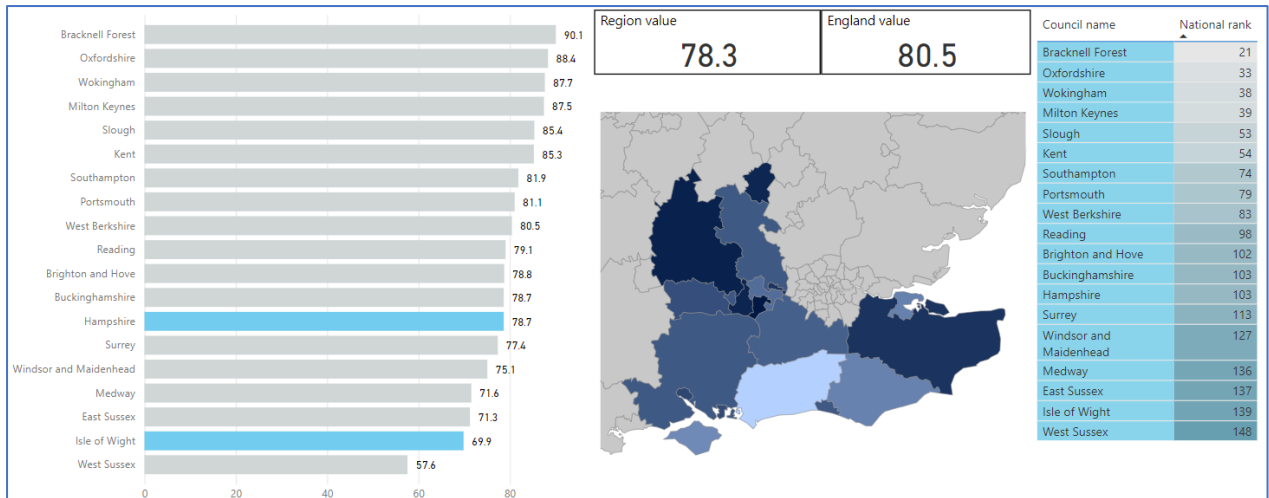 Bracknell Forest 90.1
Oxfordshire 88.4
Wokingham 87.7
Milton Keynes 87.5
Slough 85.4
Kent 85.3
Southampton 81.9
Portsmouth 81.1
West Berkshire 80.5
Reading 79.1
Brighton and Hove 78.8
Buckinghamshire 78.7
Hampshire 78.7
Surrey 77.4
Windsor and Maidenhead 75.1
Medway 71.6
East Sussex 71.3
Isle of Wight 69.9
West Sussex 57.6
0 20 40 60 80
Region value
78.3
England value
80.5
Council name National rank
Bracknell Forest 21
Oxfordshire 33
Wokingham 38
Milton Keynes 39
Slough 53
Kent 54
Southampton 74
Portsmouth 79
West Berkshire 83
Reading 98
Brighton and Hove 102
Buckinghamshire 103
Hampshire 103
Surrey 113
Windsor and 127
Maidenhead
Medway 136
East Sussex 137
Isle of Wight 139
West Sussex 148